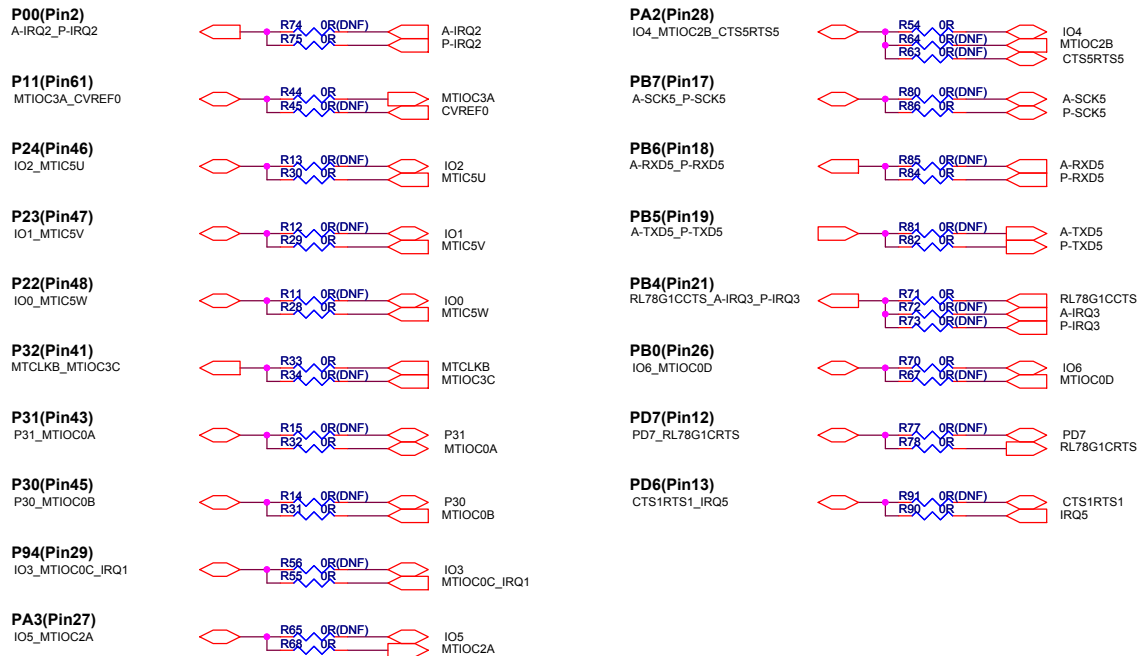 P00(Pin2)
A-IRQ2_P-IRQ2
R74 0R(DNF) A-IRQ2
R75 0R P-IRQ2
P11(Pin61)
MTIOC3A_CVREF0
R44 0R MTIOC3A
R45 0R(DNF) CVREF0
P24(Pin46)
IO2_MTIC5U
R13 0R(DNF) IO2
R30 0R MTIC5U
P23(Pin47)
IO1_MTIC5V
R12 0R(DNF) IO1
R29 0R MTIC5V
P22(Pin48)
IO0_MTIC5W
R11 0R(DNF) IO0
R28 0R MTIC5W
P32(Pin41)
MTCLKB_MTIOC3C
R33 0R MTCLKB
R34 0R(DNF) MTIOC3C
P31(Pin43)
P31_MTIOC0A
R15 0R(DNF) P31
R32 0R MTIOC0A
P30(Pin45)
P30_MTIOC0B
R14 0R(DNF) P30
R31 0R MTIOC0B
P94(Pin29)
IO3_MTIOC0C_IRQ1
R56 0R(DNF) IO3
R55 0R MTIOC0C_IRQ1
PA3(Pin27)
IO5_MTIOC2A
R65 0R(DNF) IO5
R68 0R MTIOC2A
PA2(Pin28)
IO4_MTIOC2B_CTS5RTS5
R54 0R IO4
R64 0R(DNF) MTIOC2B
R63 0R(DNF) CTS5RTS5
PB7(Pin17)
A-SCK5_P-SCK5
R80 0R(DNF) A-SCK5
R86 0R P-SCK5
PB6(Pin18)
A-RXD5_P-RXD5
R85 0R(DNF) A-RXD5
R84 0R P-RXD5
PB5(Pin19)
A-TXD5_P-TXD5
R81 0R(DNF) A-TXD5
R82 0R P-TXD5
PB4(Pin21)
RL78G1CCTS_A-IRQ3_P-IRQ3
R71 0R RL78G1CCTS
R72 0R(DNF) A-IRQ3
R73 0R(DNF) P-IRQ3
PB0(Pin26)
IO6_MTIOC0D
R70 0R IO6
R67 0R(DNF) MTIOC0D
PD7(Pin12)
PD7_RL78G1CRTS
R77 0R(DNF) PD7
R78 0R RL78G1CRTS
PD6(Pin13)
CTS1RTS1_IRQ5
R91 0R(DNF) CTS1RTS1
R90 0R IRQ5